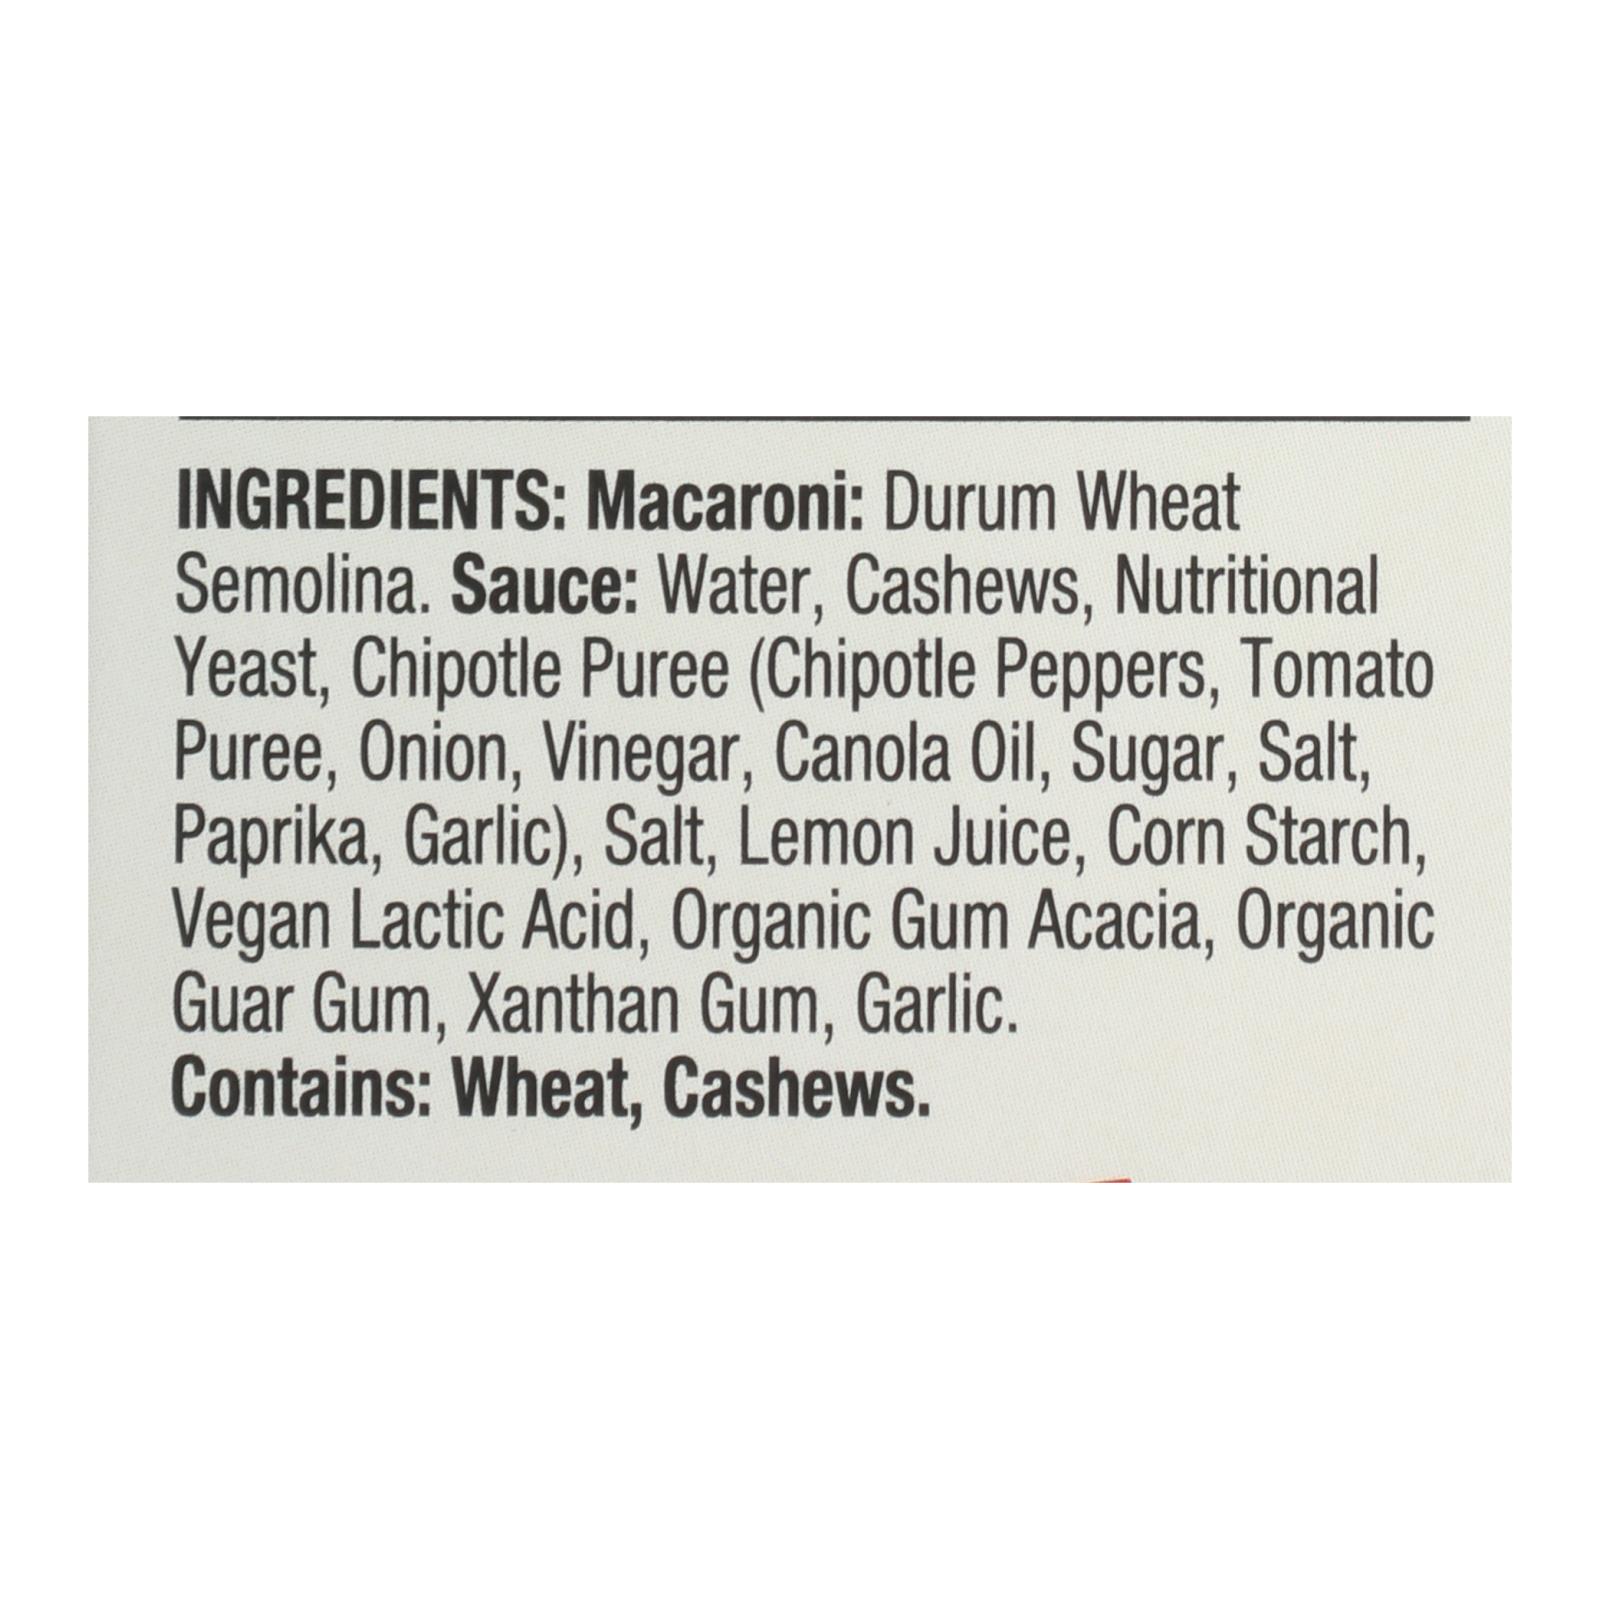 INGREDIENTS: Macaroni: Durum Wheat
Semolina. Sauce: Water, Cashews, Nutritional
Yeast, Chipotle Puree (Chipotle Peppers, Tomato
Puree, Onion, Vinegar, Canola Oil, Sugar, Salt,
Paprika, Garlic), Salt, Lemon Juice, Corn Starch,
Vegan Lactic Acid, Organic Gum Acacia, Organic
Guar Gum, Xanthan Gum, Garlic.
Contains: Wheat, Cashews.